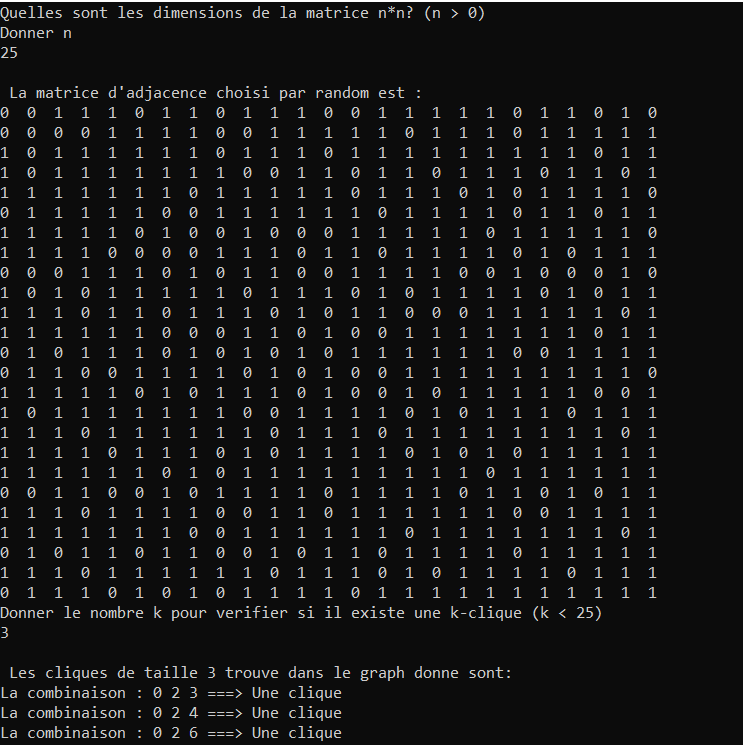 Quelles sont les dimensions de la matrice n*n? (n > 0)
Donner n
25
La matrice d'adjacence choisi par random est :
0 0 1 1 1 0 1 1 0 1 1 1 0 0 1 1 1 1 1 0 1 1 0 1 0
0 0 0 0 1 1 1 1 0 0 1 1 1 1 1 0 1 1 1 0 1 1 1 1 1
1 0 1 1 1 1 1 1 0 1 1 1 0 1 1 1 1 1 1 1 1 1 0 1 1
1 0 1 1 1 1 1 1 1 0 0 1 1 0 1 1 0 1 1 1 0 1 1 0 1
1 1 1 1 1 1 1 0 1 1 1 1 1 0 1 1 1 0 1 0 1 1 1 1 0
0 1 1 1 1 1 0 0 1 1 1 1 1 1 0 1 1 1 1 0 1 1 0 1 1
1 1 1 1 1 0 1 0 0 1 0 0 0 1 1 1 1 1 0 1 1 1 1 1 0
1 1 1 1 0 0 0 0 1 1 1 0 1 1 0 1 1 1 1 0 1 0 1 1 1
0 0 0 1 1 1 0 1 0 1 1 0 0 1 1 1 1 0 0 1 0 0 0 1 0
1 0 1 0 1 1 1 1 1 0 1 1 1 0 1 0 1 1 1 1 0 1 0 1 1
1 1 1 0 1 1 0 1 1 1 0 1 0 1 1 0 0 0 1 1 1 1 1 0 1
1 1 1 1 1 1 0 0 0 1 1 0 1 0 0 1 1 1 1 1 1 1 0 1 1
0 1 0 1 1 1 0 1 0 1 0 1 0 1 1 1 1 1 1 0 0 1 1 1 1
0 1 1 0 0 1 1 1 1 0 1 0 1 0 0 1 1 1 1 1 1 1 1 1 0
1 1 1 1 1 0 1 0 1 1 1 0 1 0 0 1 0 1 1 1 1 1 0 0 1
1 0 1 1 1 1 1 1 1 0 0 1 1 1 1 0 1 0 1 1 1 0 1 1 1
1 1 1 0 1 1 1 1 1 1 0 1 1 1 0 1 1 1 1 1 1 1 1 0 1
1 1 1 1 0 1 1 1 0 1 0 1 1 1 1 1 0 1 0 1 1 1 1 1 1
1 1 1 1 1 1 0 1 0 1 1 1 1 1 1 1 1 1 0 1 1 1 1 1 1
0 0 1 1 0 0 1 0 1 1 1 1 0 1 1 1 1 0 1 1 0 1 0 1 1
1 1 1 0 1 1 1 1 0 0 1 1 0 1 1 1 1 1 1 0 0 1 1 1 1
1 1 1 1 1 1 1 0 0 1 1 1 1 1 1 0 1 1 1 1 1 1 1 0 1
0 1 0 1 1 0 1 1 0 0 1 0 1 1 0 1 1 1 1 0 1 1 1 1 1
1 1 1 0 1 1 1 1 1 1 0 1 1 1 0 1 0 1 1 1 1 0 1 1 1
0 1 1 1 0 1 0 1 0 1 1 1 1 0 1 1 1 1 1 1 1 1 1 1 1
Donner le nombre k pour verifier si il existe une k-clique (k < 25)
3
Les cliques de taille 3 trouve dans le graph donne sont:
La combinaison : 0 2 3 ===> Une clique
La combinaison : 0 2 4 ===> Une clique
La combinaison : 0 2 6 ===> Une clique